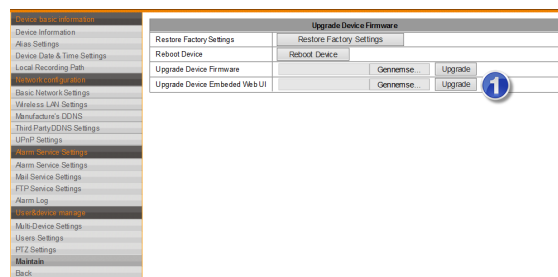 Device basic information
Device Information
Alias Settings
Device Date & Time Settings
Local Recording Path
Network configuration
Basic Network Settings
Wireless LAN Settings
Manufacture's DDNS
Third PartyDDNS Settings
UPnP Settings
Alarm Service Settings
Alarm Service Settings
Mail Service Settings
FTP Service Settings
Alarm Log
User&device manage
Multi-Device Settings
Users Settings
PTZ Settings
Maintain
Back
Upgrade Device Firmware
Restore Factory Settings Restore Factory Settings
Reboot Device Reboot Device
Upgrade Device Firmware Gennemse... Upgrade
Upgrade Device Embeded Web UI Gennemse... Upgrade 1